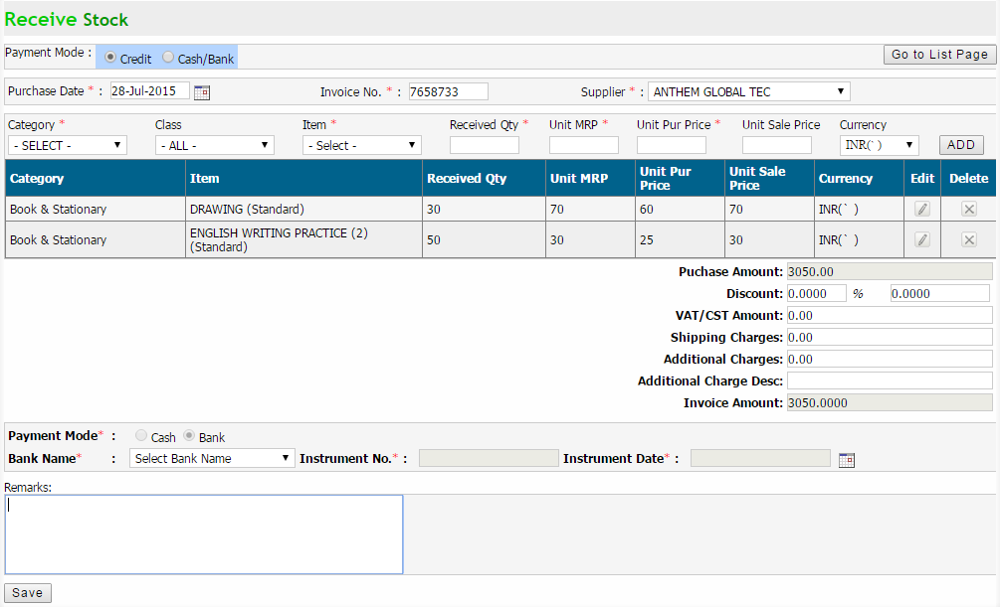 Receive Stock
Payment Mode : Credit Cash/Bank Go to List Page
Purchase Date * : 28-Jul-2015 Invoice No. * : 7658733 Supplier * : ANTHEM GLOBAL TEC
Category * Class Item * Received Qty * Unit MRP * Unit Pur Price * Unit Sale Price Currency
- SELECT - - ALL - - Select - INR(` ) ADD
Category Item Received Qty Unit MRP Unit Pur Price Unit Sale Price Currency Edit Delete
Book & Stationary DRAWING (Standard) 30 70 60 70 INR(` )
Book & Stationary ENGLISH WRITING PRACTICE (2) (Standard) 50 30 25 30 INR(` )
Puchase Amount: 3050.00
Discount: 0.0000 % 0.0000
VAT/CST Amount: 0.00
Shipping Charges: 0.00
Additional Charges: 0.00
Additional Charge Desc:
Invoice Amount: 3050.0000
Payment Mode* : Cash Bank
Bank Name* : Select Bank Name Instrument No.* : Instrument Date* :
Remarks:
Save